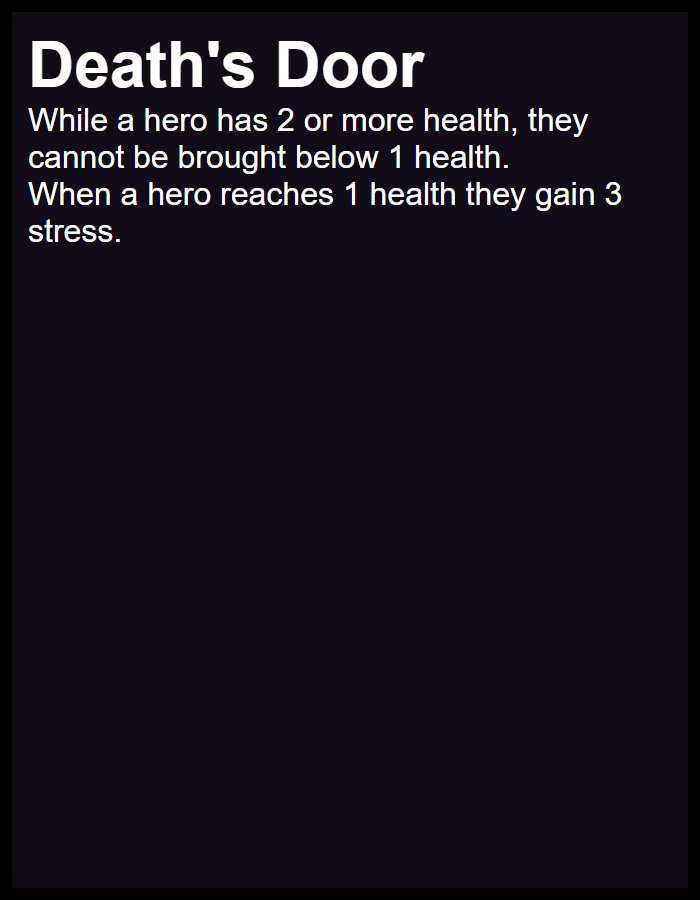 Death's Door
While a hero has 2 or more health, they
cannot be brought below 1 health.
When a hero reaches 1 health they gain 3
stress.